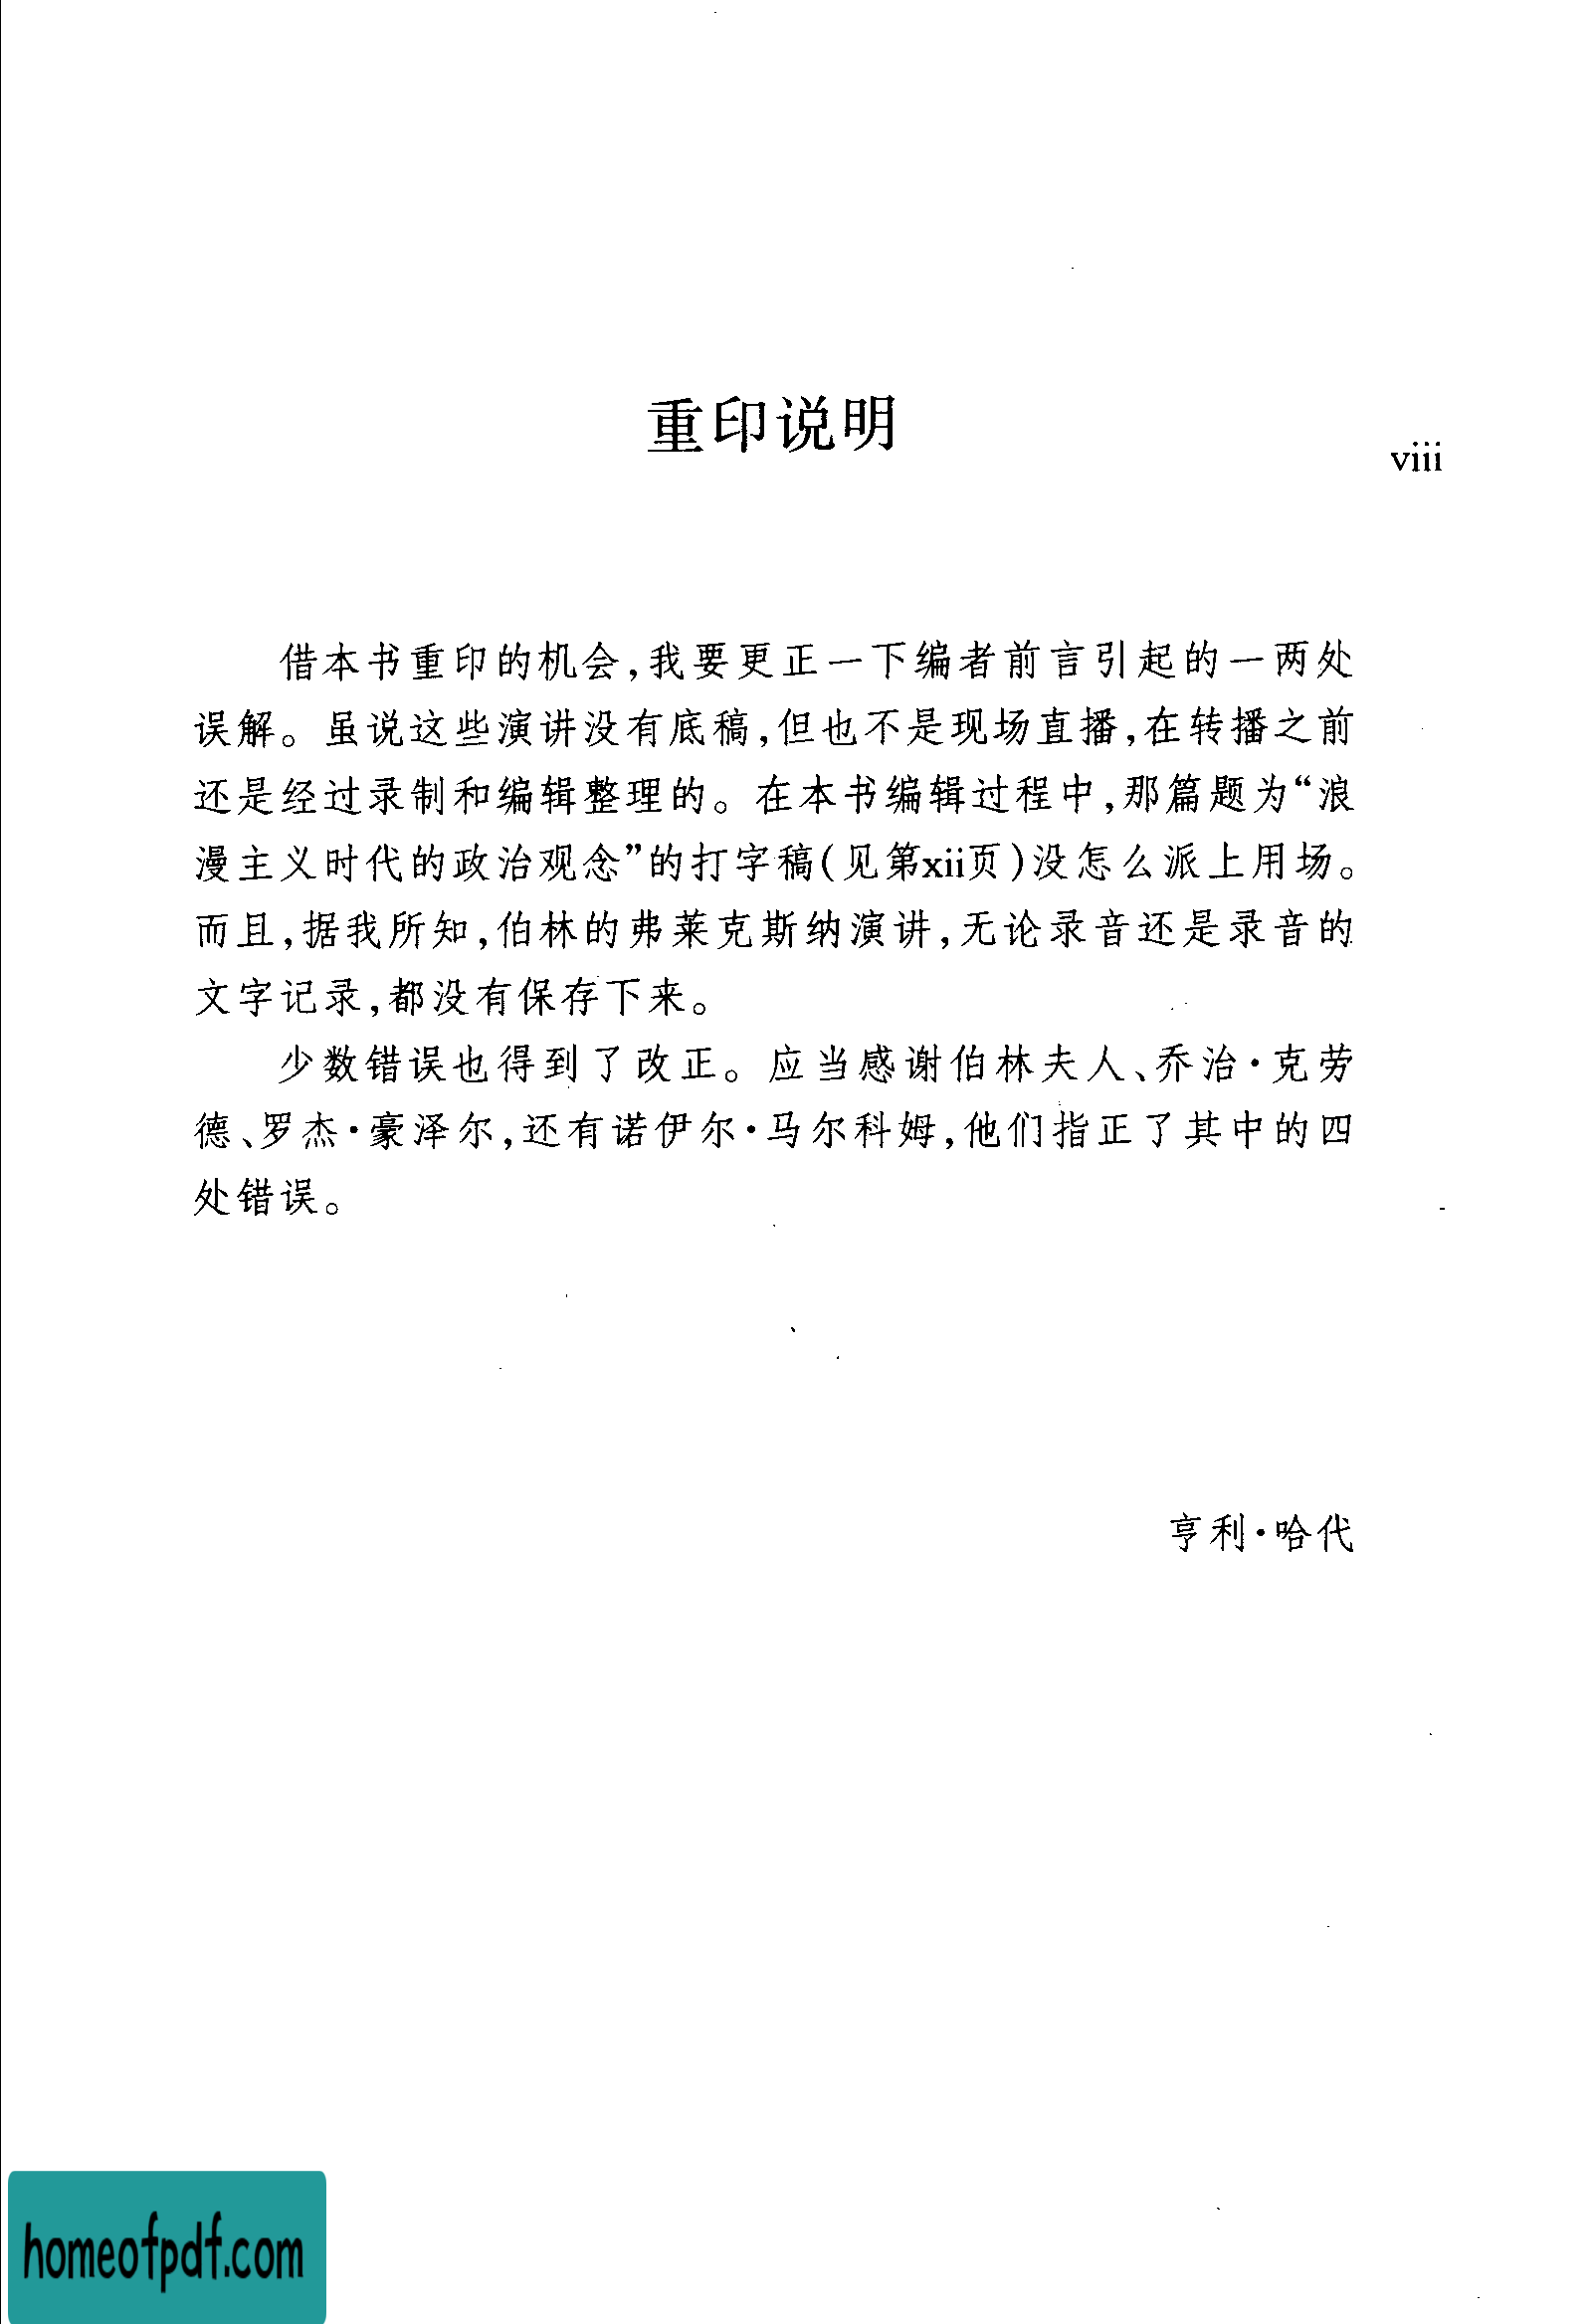 重印说明
viii
借本书重印的机会,我要更正一下编者前言引起的一两处
误解。虽说这些演讲没有底稿,但也不是现场直播,在转播之前
还是经过录制和编辑整理的。在本书编辑过程中,那篇题为“浪
漫主义时代的政治观念”的打字稿(见第xii页)没怎么派上用场。
而且,据我所知,伯林的弗莱克斯纳演讲,无论录音还是录音的
文字记录,都没有保存下来。
少数错误也得到了改正。应当感谢伯林夫人、乔治·克劳
德、罗杰·豪泽尔,还有诺伊尔·马尔科姆,他们指正了其中的四
处错误。
亨利·哈代
homeofpdf.com